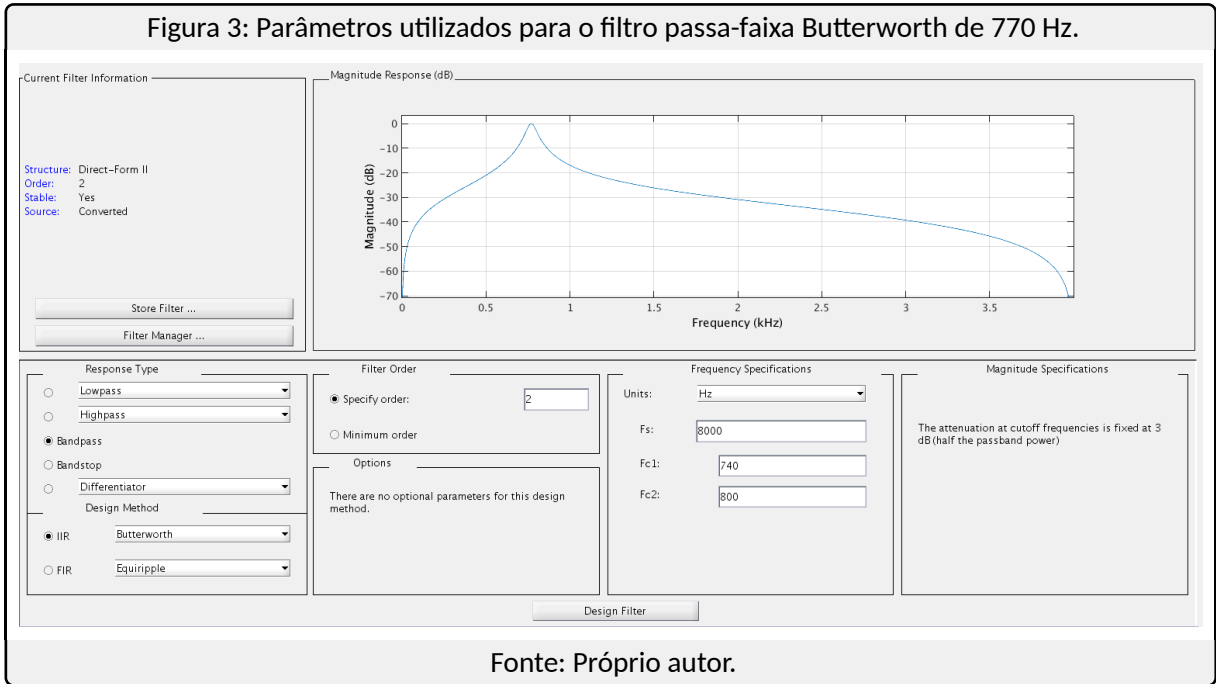 Figura 3: Parâmetros utilizados para o filtro passa-faixa Butterworth de 770 Hz.
Current Filter Information
Structure: Direct-Form II
Order: 2
Stable: Yes
Source: Converted
Store Filter ...
Filter Manager ...
Magnitude Response (dB)
Magnitude (dB)
0
-10
-20
-30
-40
-50
-60
-70
0 0.5 1 1.5 2 2.5 3 3.5
Frequency (kHz)
Response Type
Lowpass
Highpass
Bandpass
Bandstop
Differentiator
Design Method
IIR Butterworth
FIR Equiripple
Filter Order
Specify order: 2
Minimum order
Options
There are no optional parameters for this design
method.
Frequency Specifications
Units: Hz
Fs: 8000
Fc1: 740
Fc2: 800
Magnitude Specifications
The attenuation at cutoff frequencies is fixed at 3
dB (half the passband power)
Design Filter
Fonte: Próprio autor.